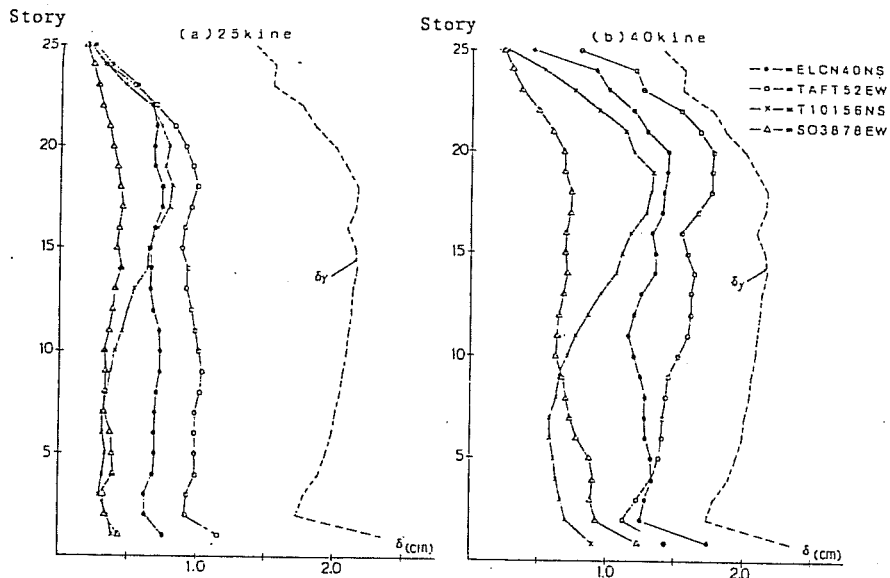 Story
(a)25kine
25
20
15
10
5
δy
1.0
2.0
δ(cm)
Story
(b)40kine
25
20
15
10
5
δy
1.0
2.0
δ(cm)
ELCN40NS
TAFT52EW
T10156NS
SO3878EW